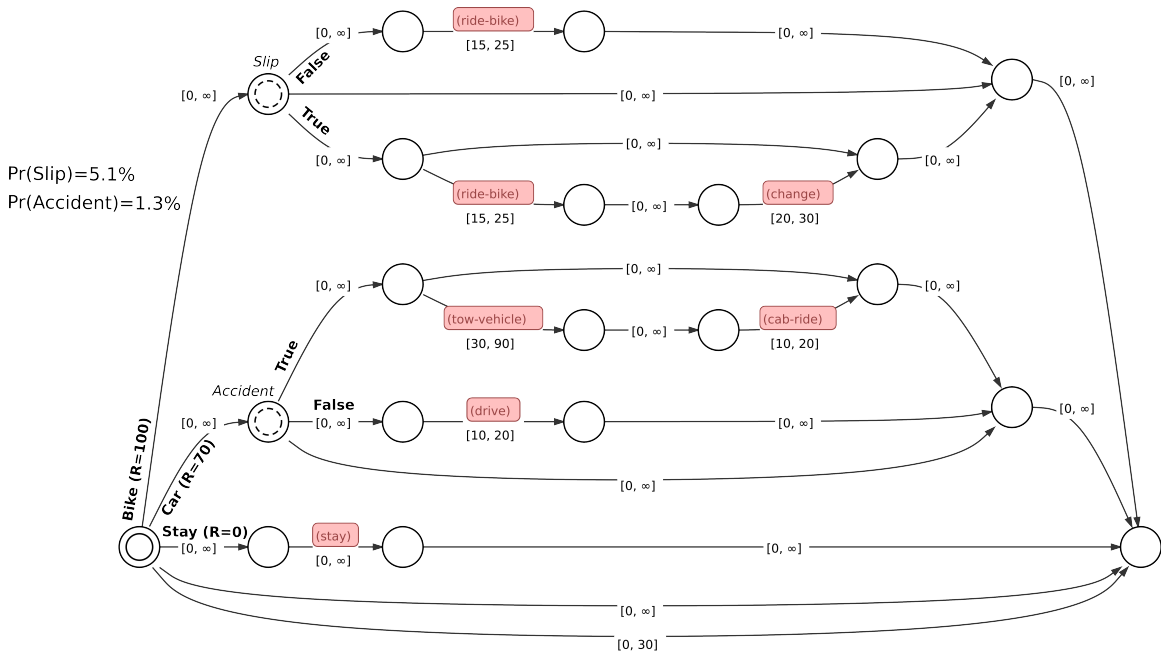 [0, ∞]
(ride-bike)
[15, 25]
[0, ∞]
Slip
False
[0, ∞]
[0, ∞]
[0, ∞]
True
[0, ∞]
[0, ∞]
[0, ∞]
(ride-bike)
[15, 25]
[0, ∞]
(change)
[20, 30]
Pr(Slip)=5.1%
Pr(Accident)=1.3%
[0, ∞]
[0, ∞]
[0, ∞]
(tow-vehicle)
[30, 90]
[0, ∞]
(cab-ride)
[10, 20]
True
Accident
False
[0, ∞]
[0, ∞]
(drive)
[10, 20]
[0, ∞]
[0, ∞]
[0, ∞]
Bike (R=100)
Car (R=70)
Stay (R=0)
[0, ∞]
(stay)
[0, ∞]
[0, ∞]
[0, ∞]
[0, 30]